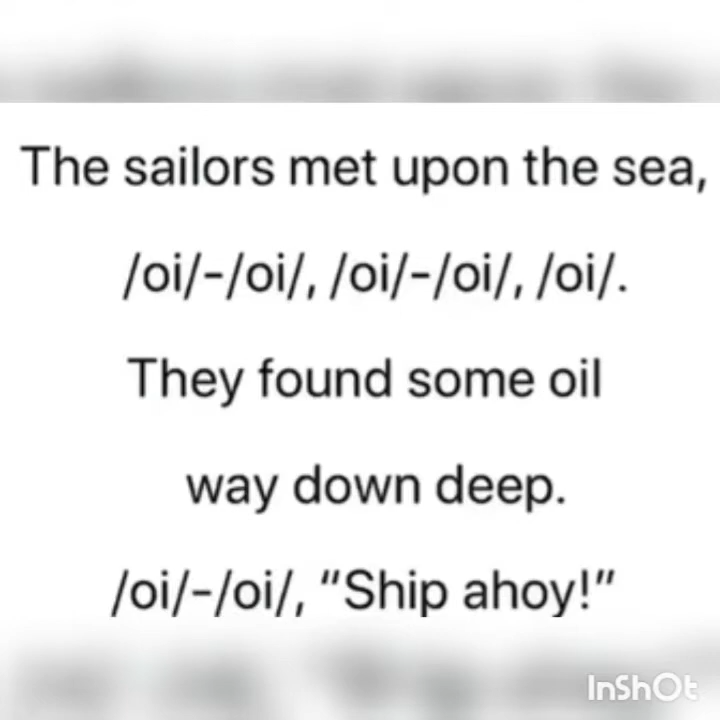 The sailors met upon the sea,
/oi/-/oi/, /oi/-/oi/, /oi/.
They found some oil
way down deep.
/oi/-/oi/, “Ship ahoy!”
InShOt